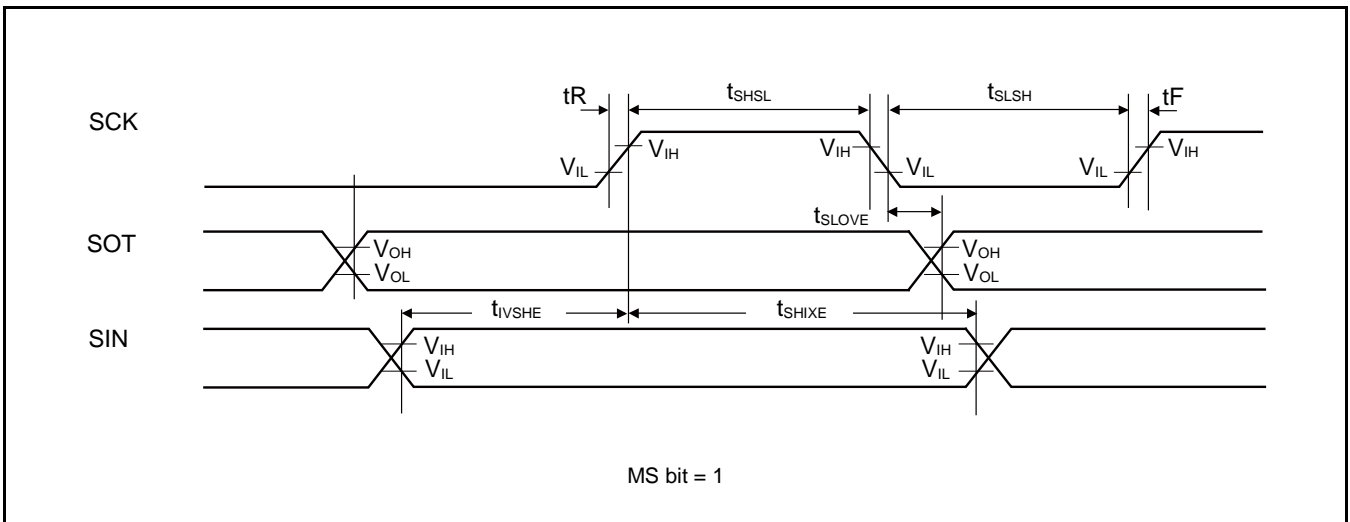 tR tSHSL tSLSH tF
SCK
VIH VIH VIH
VIL VIL VIL
tSLOVE
SOT
VOH VOH
VOL VOL
tIVSHE tSHIXE
SIN
VIH VIH
VIL VIL
MS bit = 1